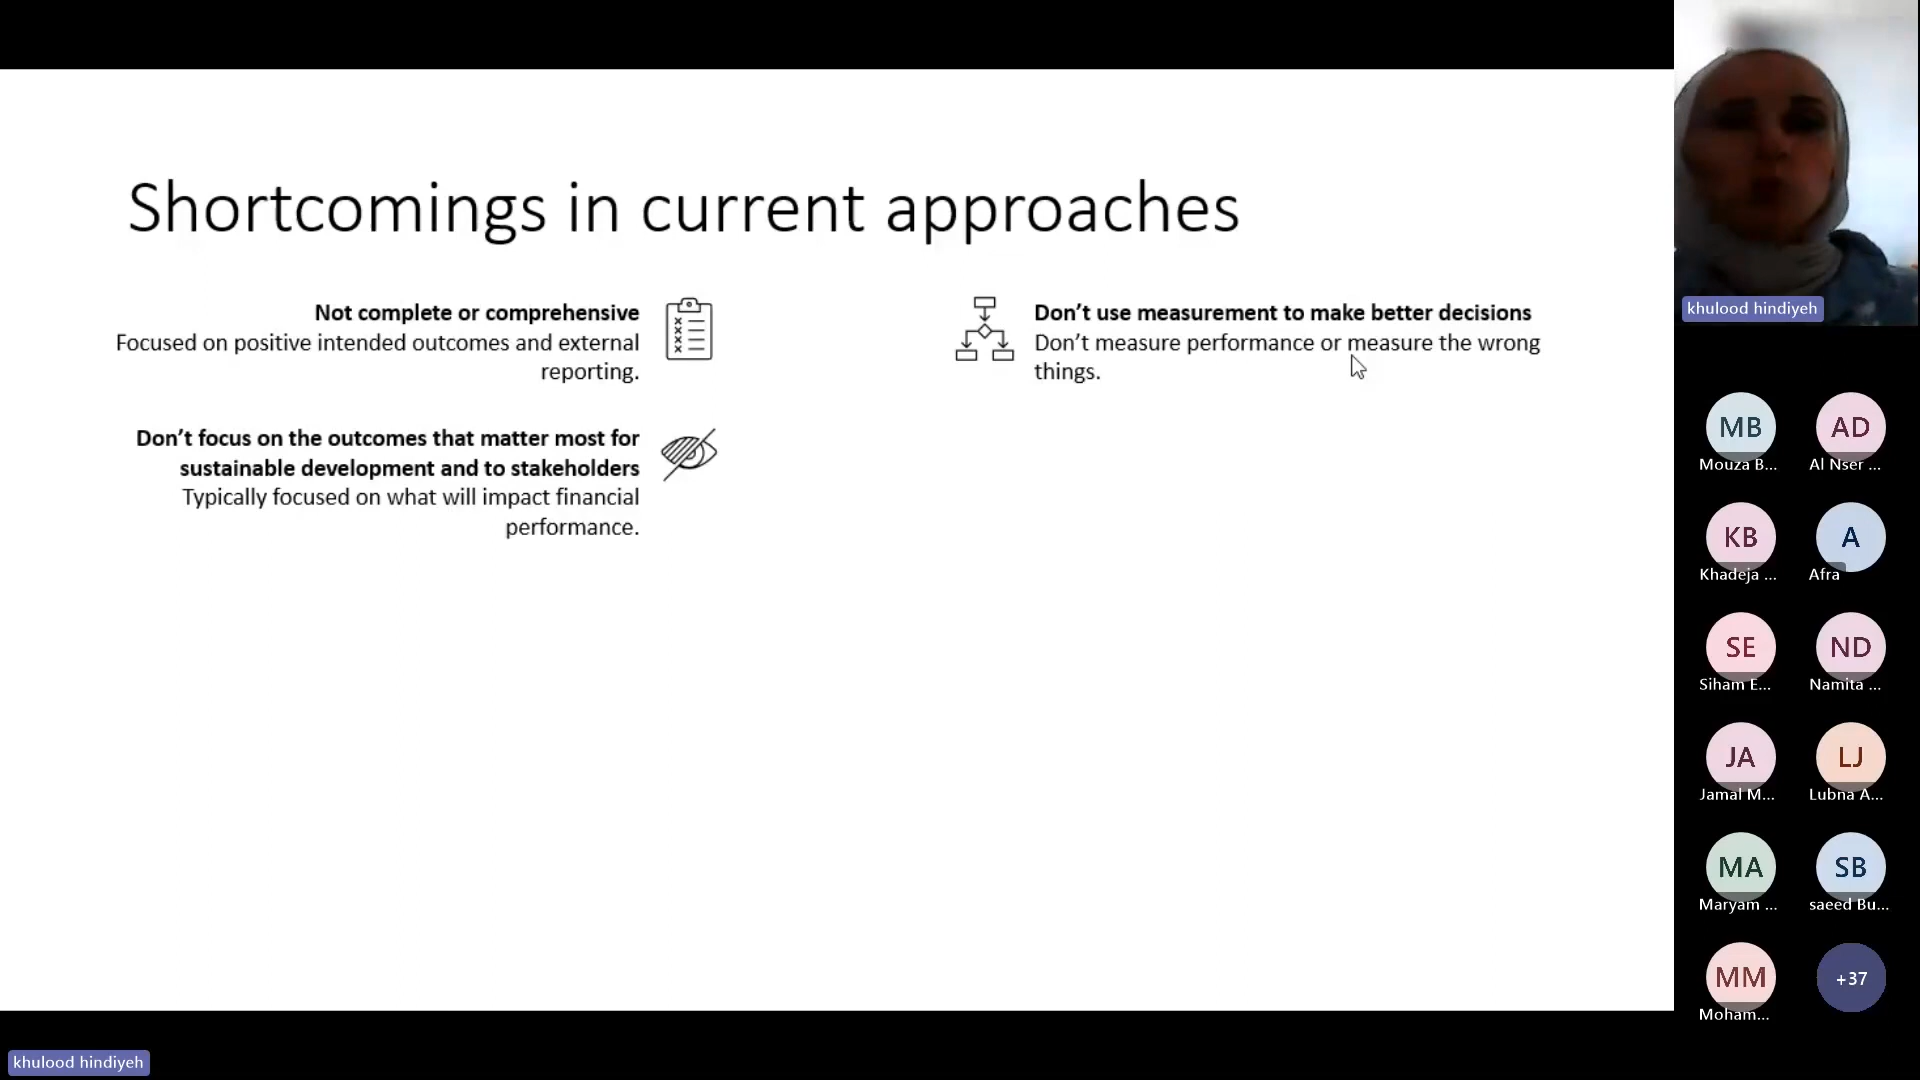 Shortcomings in current approaches
Not complete or comprehensive
Focused on positive intended outcomes and external
reporting.
Don't focus on the outcomes that matter most for
sustainable development and to stakeholders
Typically focused on what will impact financial
performance.
Don't use measurement to make better decisions
Don't measure performance or measure the wrong
things.
khulood hindiyeh
MB
AD
Mouza B...
Al Nser ...
KB
A
Khadeja ...
Afra
SE
ND
Siham E...
Namita ...
JA
LJ
Jamal M...
Lubna A...
MA
SB
Maryam ...
saeed Bu...
MM
+37
Moham...
khulood hindiyeh